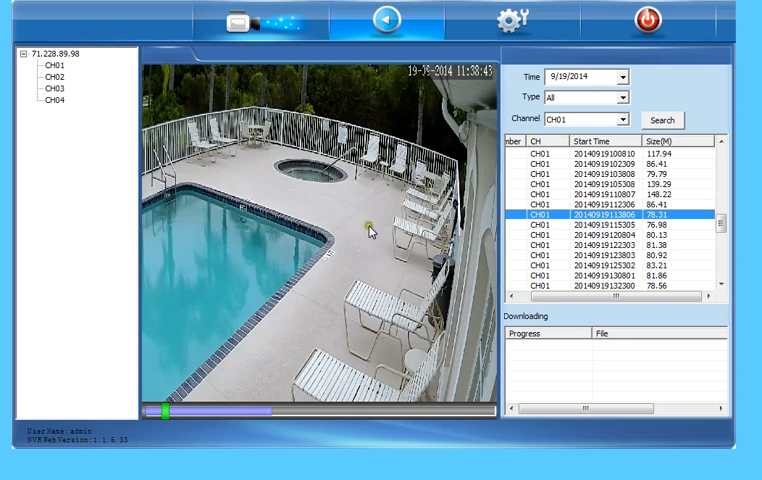 71.228.89.98
CH01
CH02
CH03
CH04
19-09-2014 11:38:43
Time 9/19/2014
Type All
Channel CH01 Search
mber CH Start Time Size(M)
CH01 20140919100810 117.94
CH01 20140919102309 86.41
CH01 20140919103808 79.79
CH01 20140919105308 139.29
CH01 20140919110807 148.22
CH01 20140919112306 86.41
CH01 20140919113806 78.31
CH01 20140919115305 76.98
CH01 20140919120804 80.13
CH01 20140919122303 81.38
CH01 20140919123803 80.92
CH01 20140919125302 83.21
CH01 20140919130801 81.86
CH01 20140919132300 78.56
Downloading
Progress File
User Name: admin
NVR Web Version: 1.1.6.33